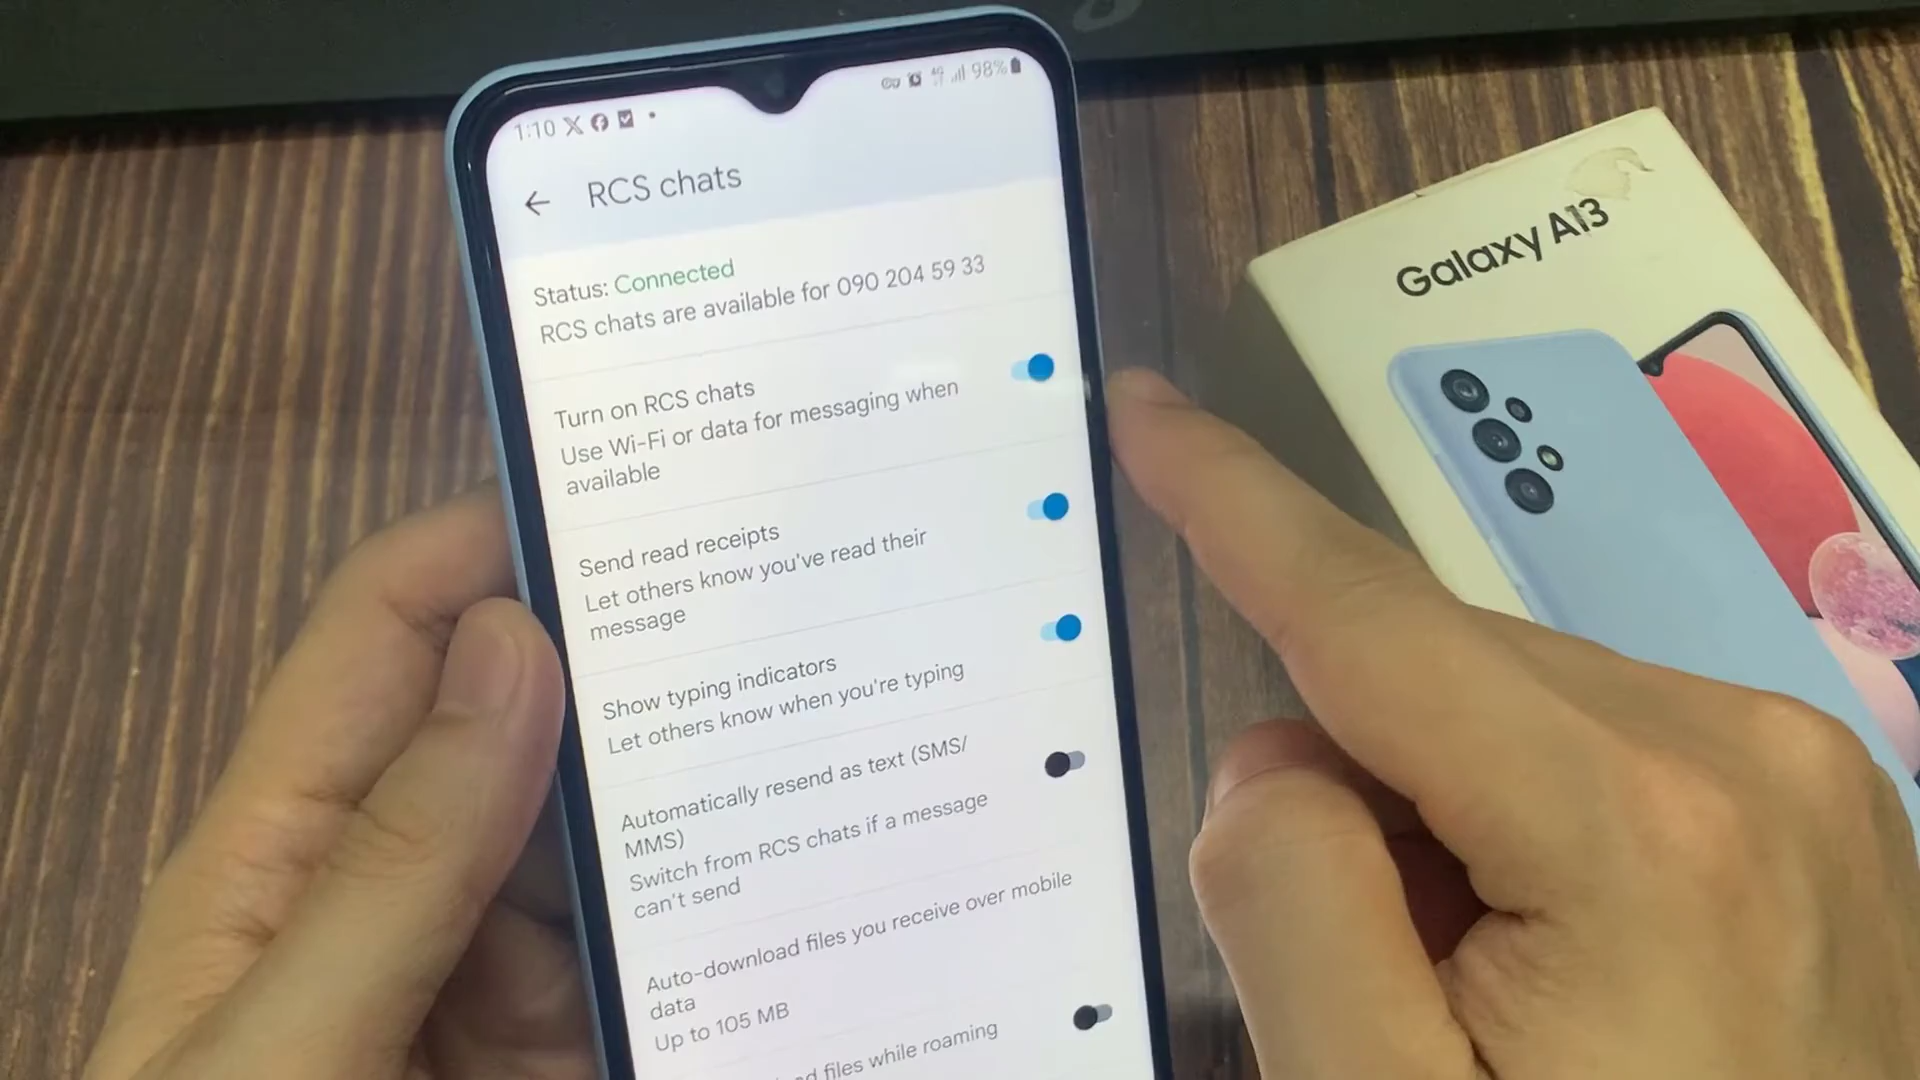 1:10
98%
RCS chats
Status: Connected
RCS chats are available for 090 204 59 33
Turn on RCS chats
Use Wi-Fi or data for messaging when
available
Send read receipts
Let others know you've read their
message
Show typing indicators
Let others know when you're typing
Automatically resend as text (SMS/
MMS)
Switch from RCS chats if a message
can't send
Auto-download files you receive over mobile
data
Up to 105 MB
files while roaming
Galaxy A13